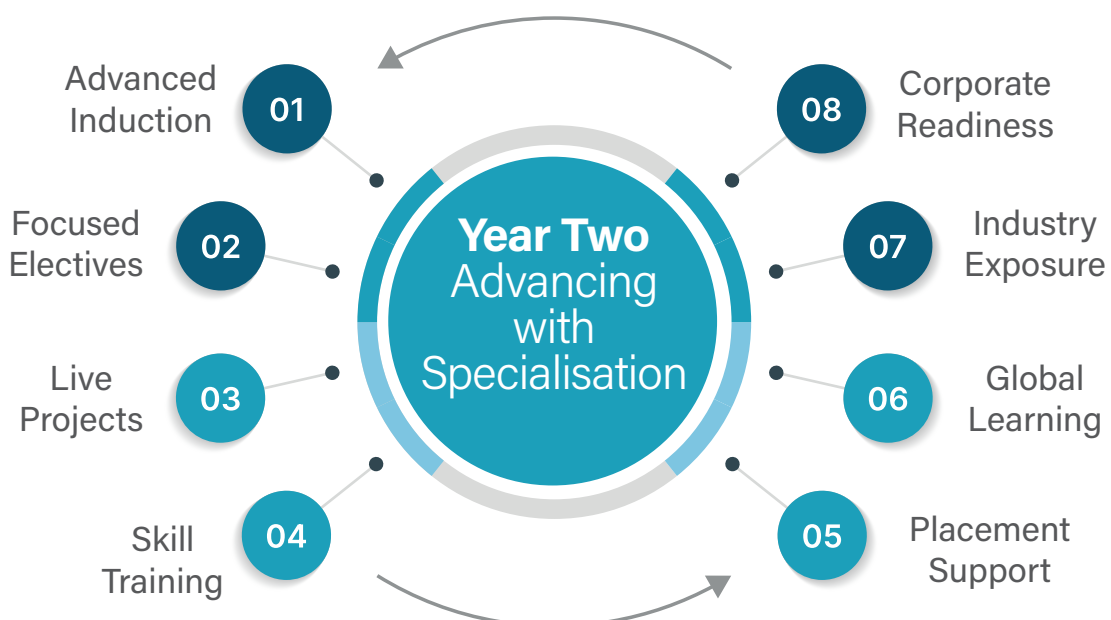 Year Two
Advancing
with
Specialisation
01
Advanced
Induction
02
Focused
Electives
03
Live
Projects
04
Skill
Training
05
Placement
Support
06
Global
Learning
07
Industry
Exposure
08
Corporate
Readiness